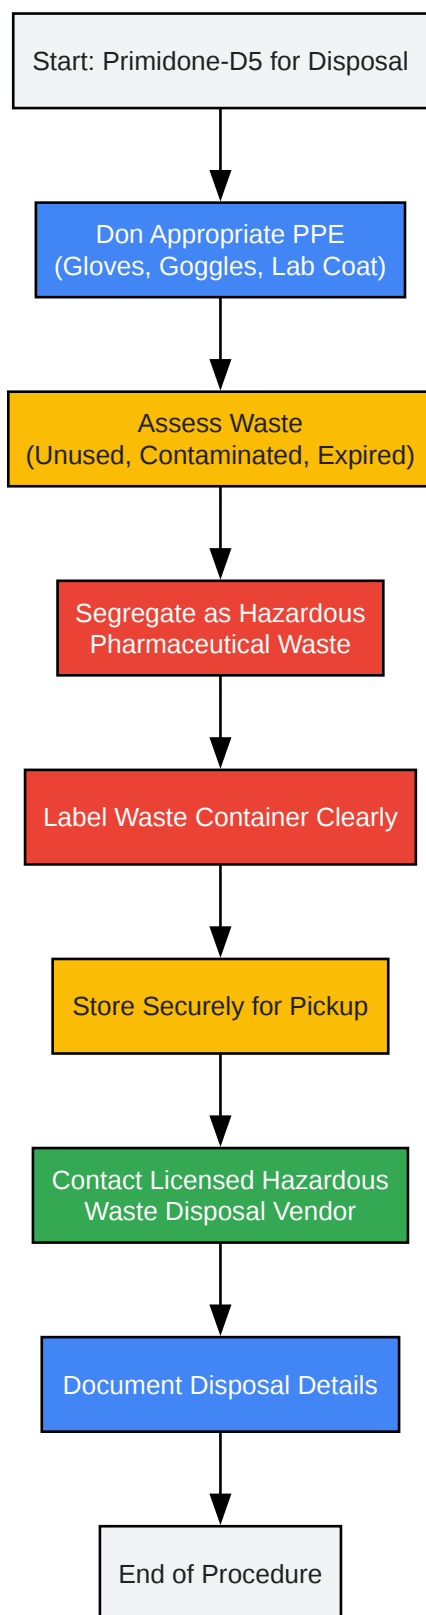 Start: Primidone-D5 for Disposal
Don Appropriate PPE
(Gloves, Goggles, Lab Coat)
Assess Waste
(Unused, Contaminated, Expired)
Segregate as Hazardous
Pharmaceutical Waste
Label Waste Container Clearly
Store Securely for Pickup
Contact Licensed Hazardous
Waste Disposal Vendor
Document Disposal Details
End of Procedure